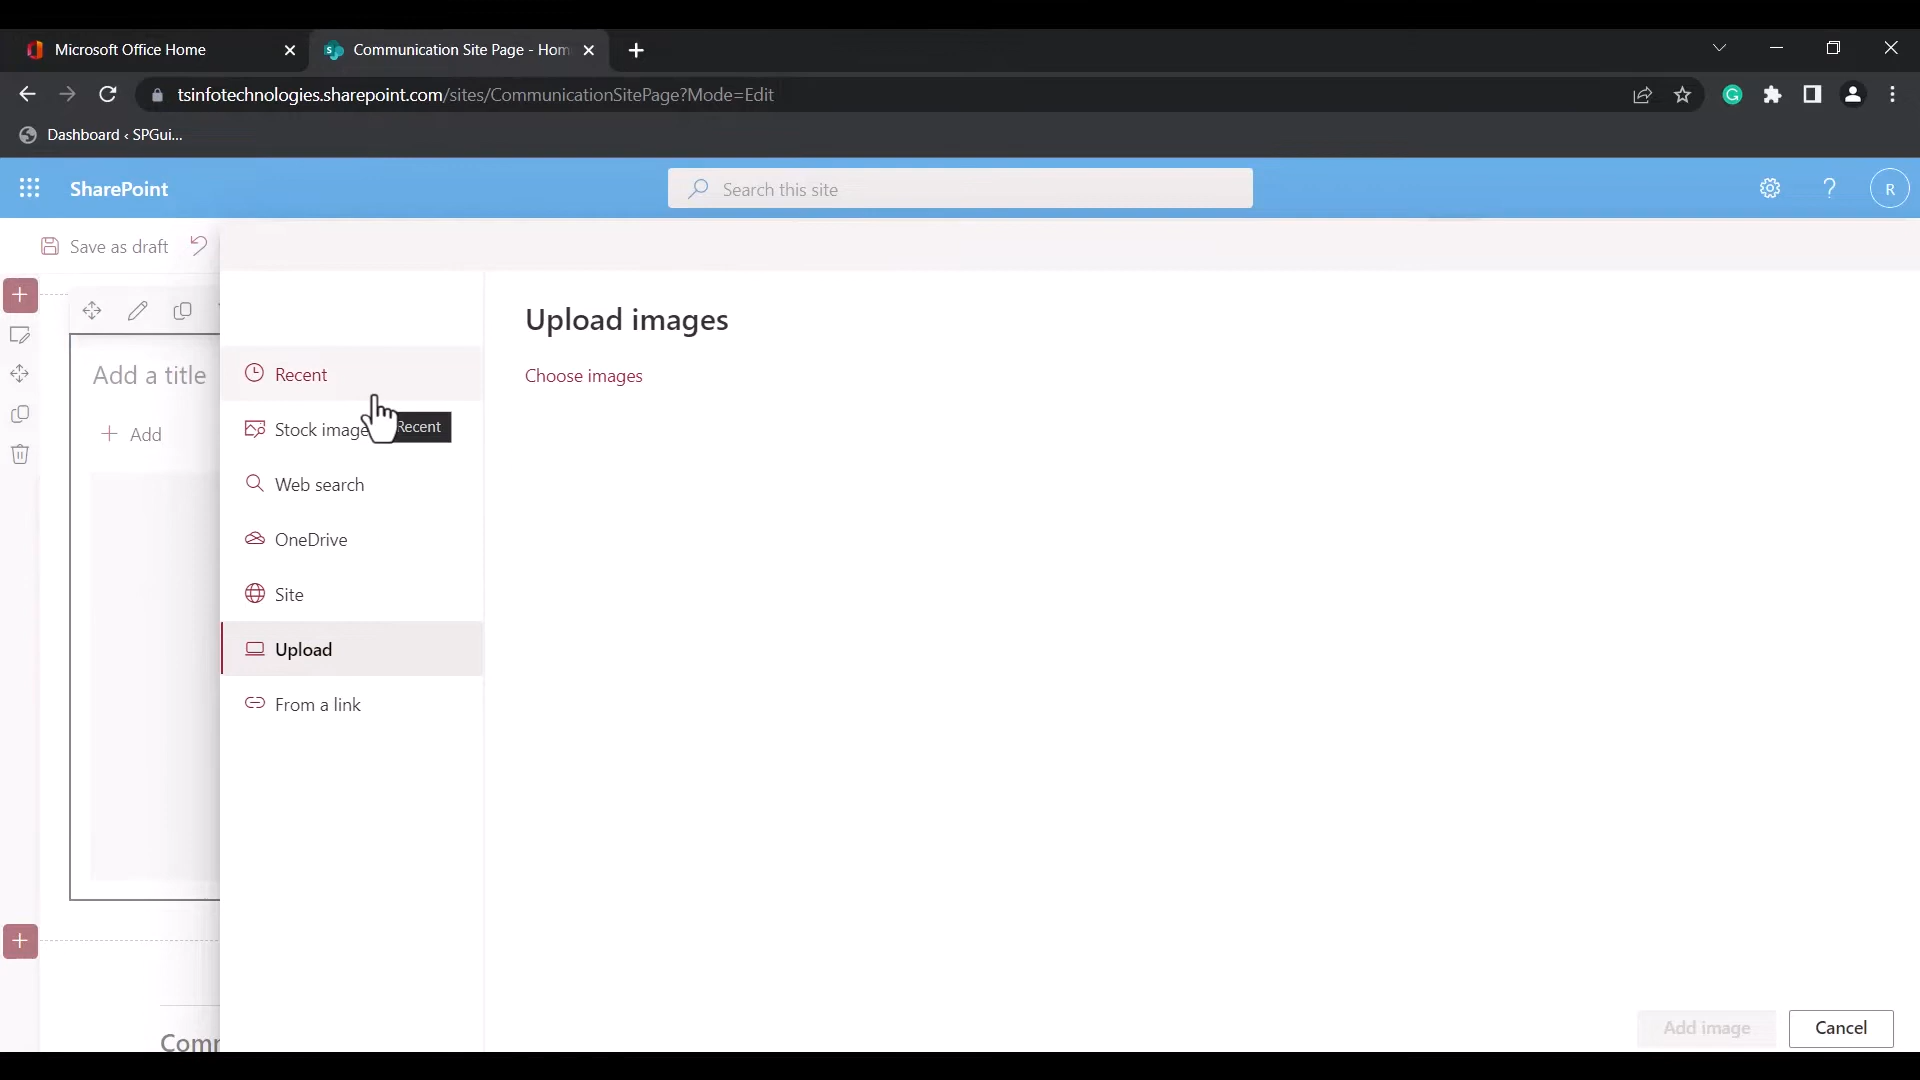 Microsoft Office Home
Communication Site Page - Hom
tsinfotechnologies.sharepoint.com/sites/CommunicationSitePage?Mode=Edit
Dashboard ‹ SPGui...
SharePoint
Search this site
R
Save as draft
Upload images
Recent
Choose images
Add a title
Stock image
Recent
Add
Web search
OneDrive
Site
Upload
From a link
Add image
Cancel
Comm